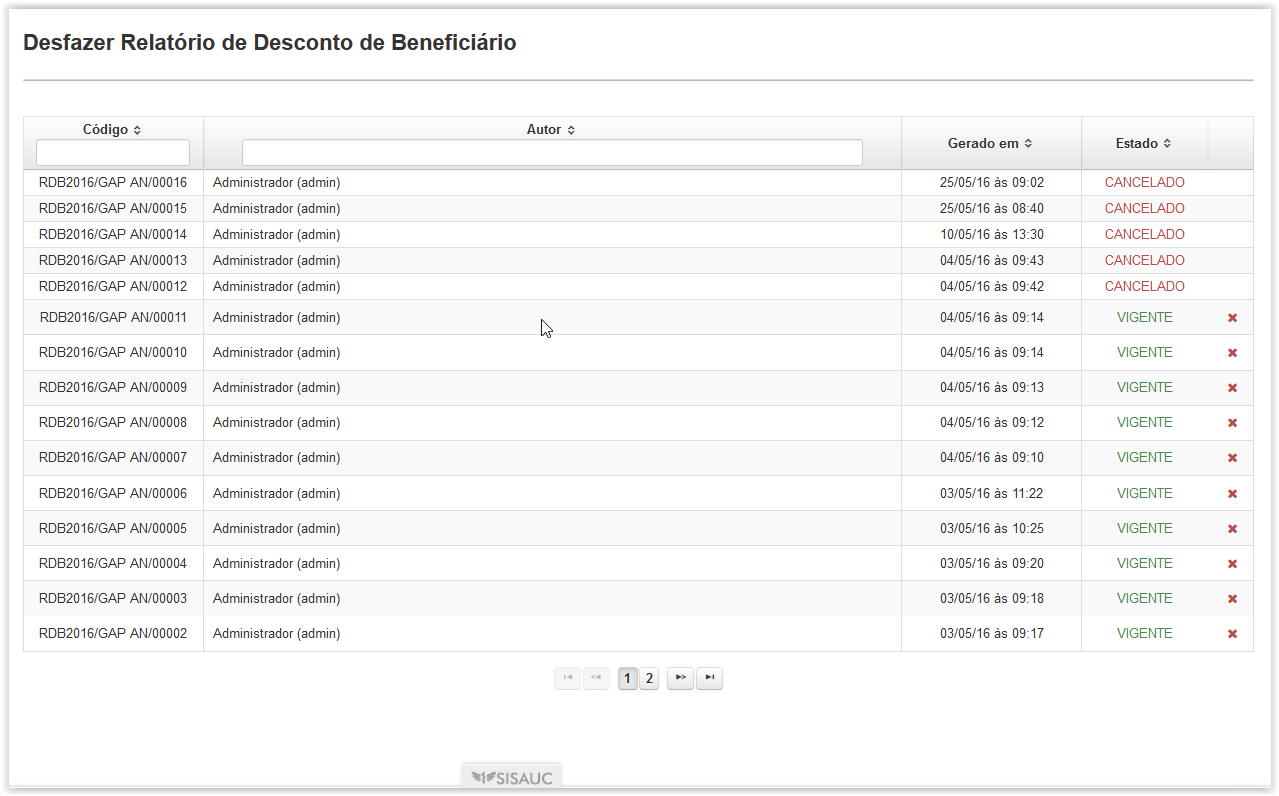 Desfazer Relatório de Desconto de Beneficiário
Código Autor Gerado em Estado
RDB2016/GAP AN/00016 Administrador (admin) 25/05/16 às 09:02 CANCELADO
RDB2016/GAP AN/00015 Administrador (admin) 25/05/16 às 08:40 CANCELADO
RDB2016/GAP AN/00014 Administrador (admin) 10/05/16 às 13:30 CANCELADO
RDB2016/GAP AN/00013 Administrador (admin) 04/05/16 às 09:43 CANCELADO
RDB2016/GAP AN/00012 Administrador (admin) 04/05/16 às 09:42 CANCELADO
RDB2016/GAP AN/00011 Administrador (admin) 04/05/16 às 09:14 VIGENTE
RDB2016/GAP AN/00010 Administrador (admin) 04/05/16 às 09:14 VIGENTE
RDB2016/GAP AN/00009 Administrador (admin) 04/05/16 às 09:13 VIGENTE
RDB2016/GAP AN/00008 Administrador (admin) 04/05/16 às 09:12 VIGENTE
RDB2016/GAP AN/00007 Administrador (admin) 04/05/16 às 09:10 VIGENTE
RDB2016/GAP AN/00006 Administrador (admin) 03/05/16 às 11:22 VIGENTE
RDB2016/GAP AN/00005 Administrador (admin) 03/05/16 às 10:25 VIGENTE
RDB2016/GAP AN/00004 Administrador (admin) 03/05/16 às 09:20 VIGENTE
RDB2016/GAP AN/00003 Administrador (admin) 03/05/16 às 09:18 VIGENTE
RDB2016/GAP AN/00002 Administrador (admin) 03/05/16 às 09:17 VIGENTE
1 2
SISAUC